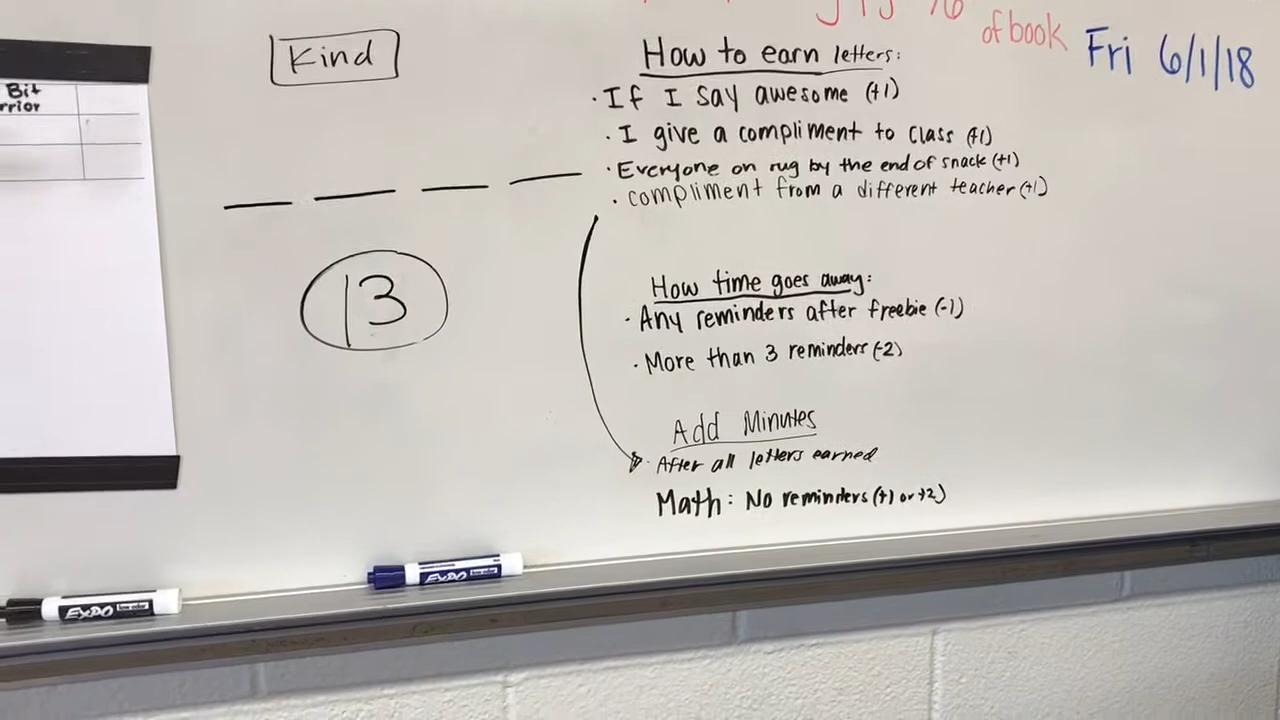 of book
Fri 6/1/18
Kind
Bit
rrior
How to earn letters:
· If I say awesome (+1)
· I give a compliment to class (+1)
· Everyone on rug by the end of snack (+1)
· compliment from a different teacher (+1)
13
How time goes away:
· Any reminders after freebie (-1)
· More than 3 reminders (-2)
Add Minutes
· After all letters earned
Math: No reminders (+1 or +2)
EXPO
EXPO